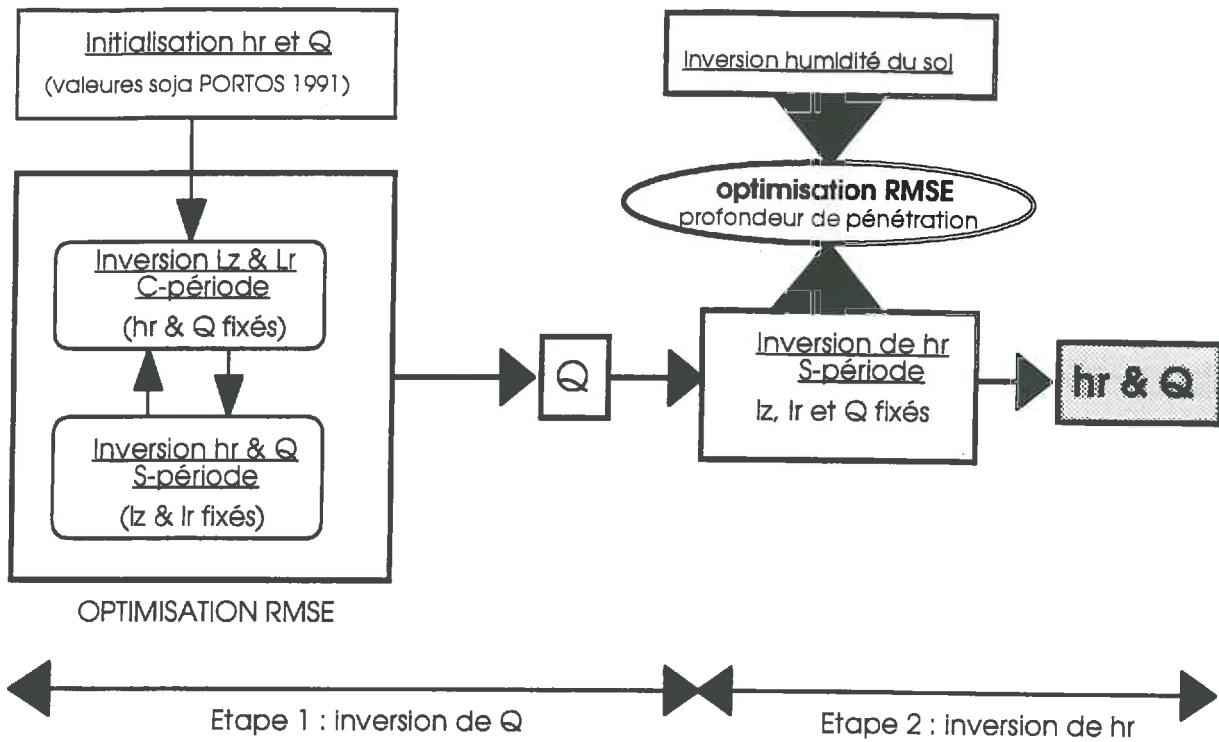 Initialisation hr et Q
(valeures soja PORTOS 1991)
Inversion Lz & Lr
C-période
(hr & Q fixés)
Inversion hr & Q
S-période
(lz & lr fixés)
OPTIMISATION RMSE
Q
Inversion humidité du sol
optimisation RMSE
profondeur de pénétration
Inversion de hr
S-période
lz, lr et Q fixés
hr & Q
Etape 1 : inversion de Q
Etape 2 : inversion de hr